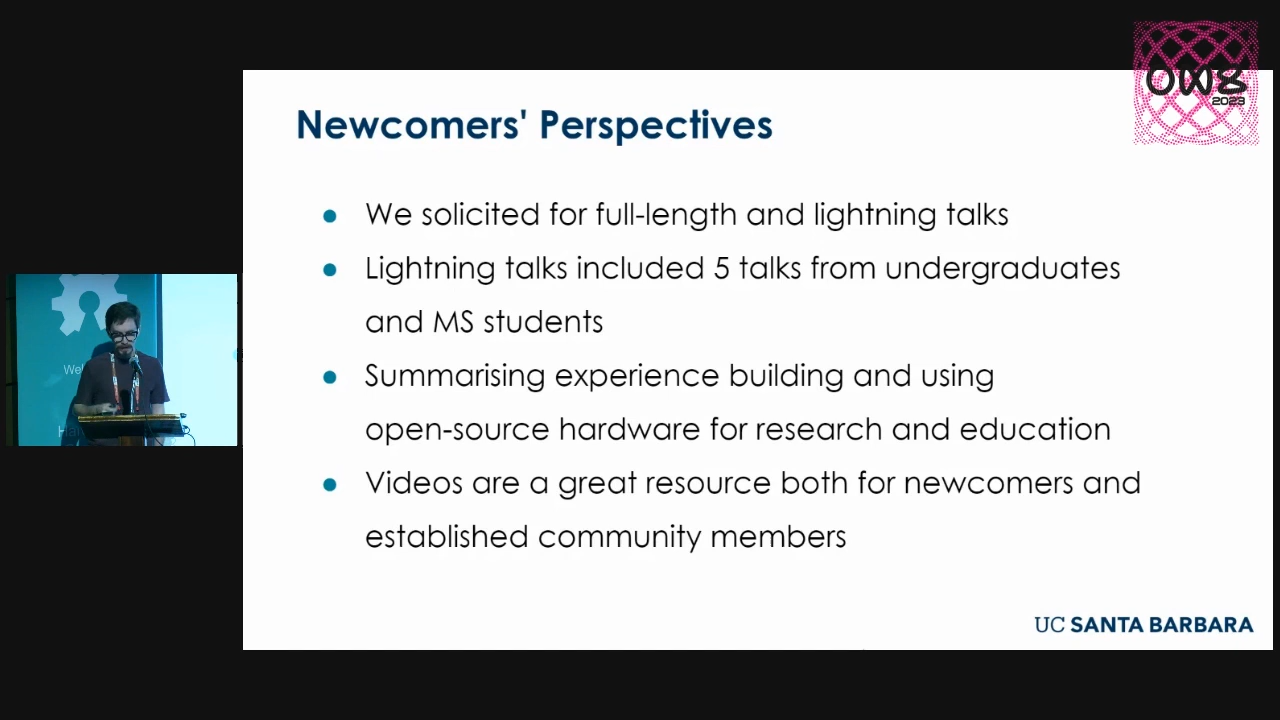 OW8
2023
Newcomers' Perspectives
● We solicited for full-length and lightning talks
● Lightning talks included 5 talks from undergraduates
and MS students
● Summarising experience building and using
open-source hardware for research and education
● Videos are a great resource both for newcomers and
established community members
UC SANTA BARBARA